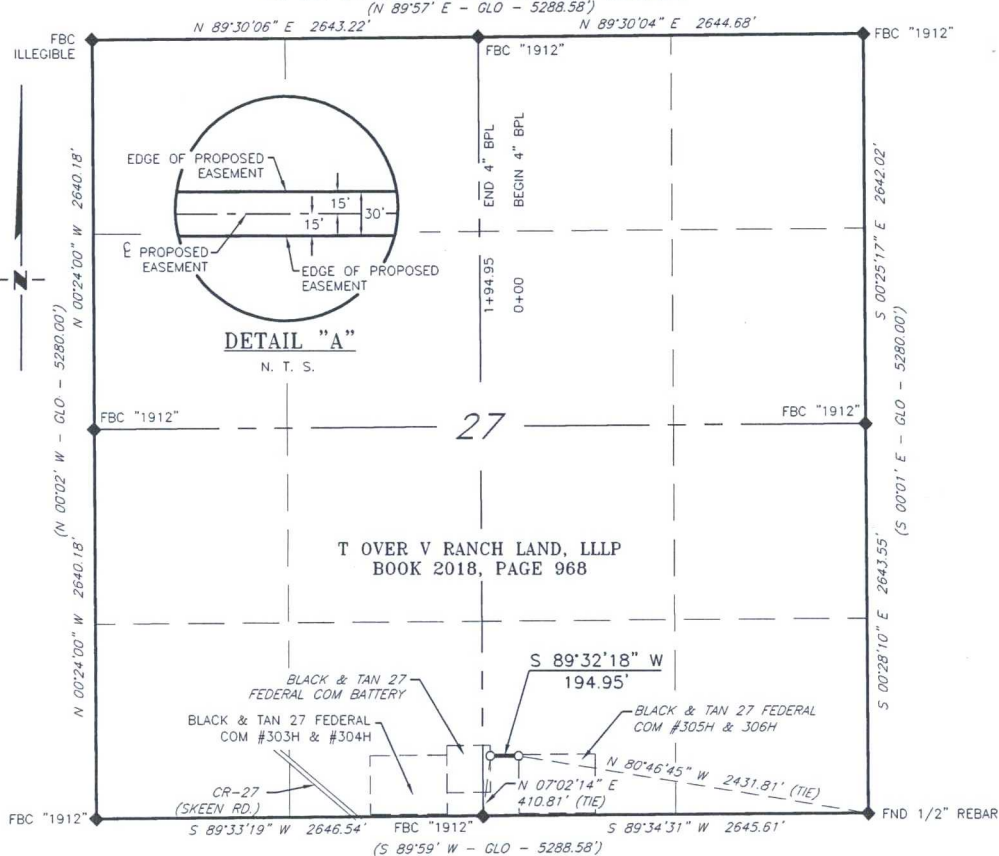 (N 89°57' E - GLO - 5288.58')
N 89°30'06" E 2643.22'
N 89°30'04" E 2644.68'
FBC
ILLEGIBLE
FBC "1912"
FBC "1912"
EDGE OF PROPOSED
EASEMENT
15'
15'
30'
℄ PROPOSED
EASEMENT
EDGE OF PROPOSED
EASEMENT
DETAIL "A"
N. T. S.
END 4" BPL
BEGIN 4" BPL
1+94.95
0+00
N 00°24'00" W 2640.18'
(N 00°02' W - GLO - 5280.00')
N 00°24'00" W 2640.18'
S 00°25'17" E 2642.02'
(S 00°01' E - GLO - 5280.00')
S 00°28'10" E 2643.55'
N
FBC "1912"
27
FBC "1912"
T OVER V RANCH LAND, LLLP
BOOK 2018, PAGE 968
S 89°32'18" W
194.95'
BLACK & TAN 27
FEDERAL COM BATTERY
BLACK & TAN 27 FEDERAL
COM #303H & #304H
BLACK & TAN 27 FEDERAL
COM #305H & 306H
CR-27
(SKEEN RD.)
N 80°46'45" W 2431.81' (TIE)
N 07°02'14" E
410.81' (TIE)
FBC "1912"
S 89°33'19" W 2646.54'
FBC "1912"
S 89°34'31" W 2645.61'
FND 1/2" REBAR
(S 89°59' W - GLO - 5288.58')